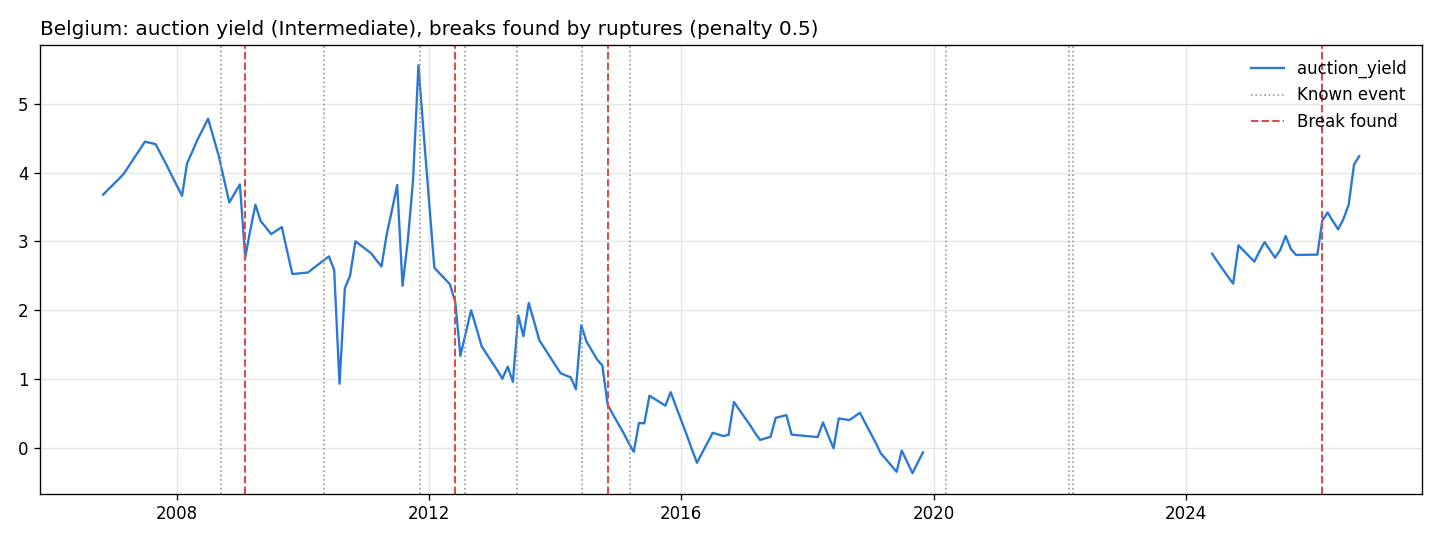 Belgium: auction yield (Intermediate), breaks found by ruptures (penalty 0.5)
auction_yield
Known event
Break found
5
4
3
2
1
0
2008 2012 2016 2020 2024